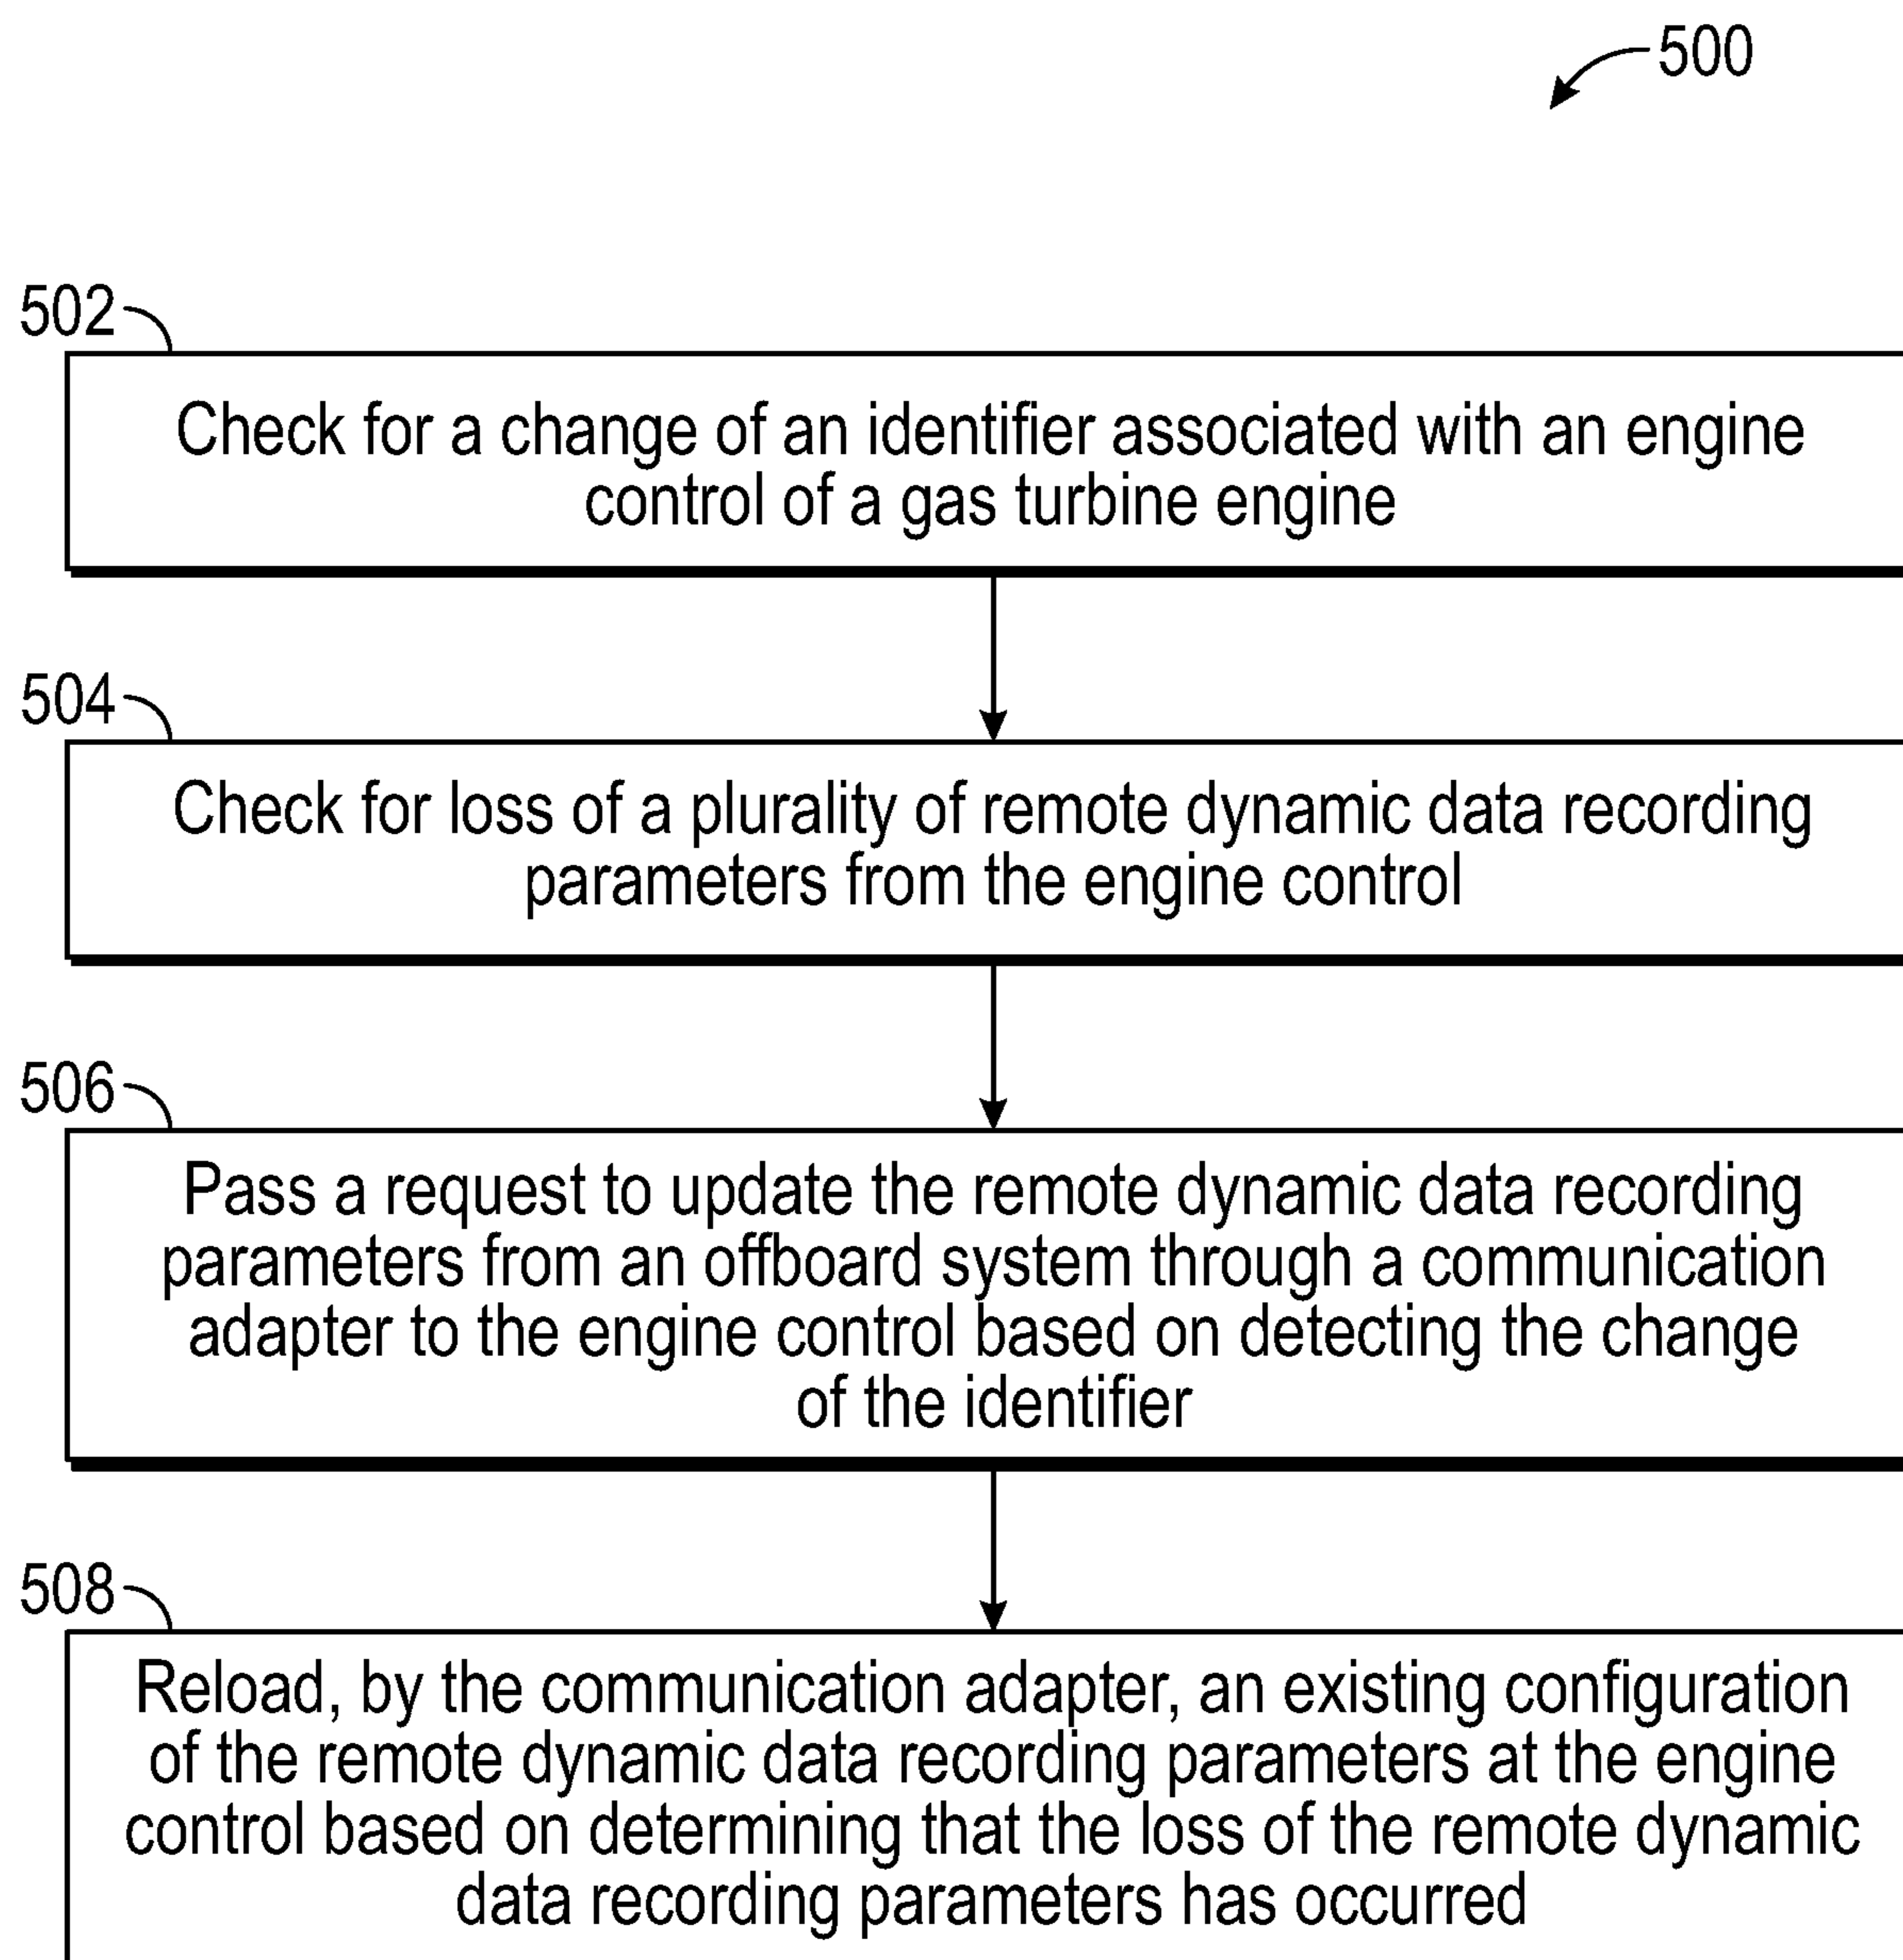 500
502
Check for a change of an identifier associated with an engine
control of a gas turbine engine
504
Check for loss of a plurality of remote dynamic data recording
parameters from the engine control
506
Pass a request to update the remote dynamic data recording
parameters from an offboard system through a communication
adapter to the engine control based on detecting the change
of the identifier
508
Reload, by the communication adapter, an existing configuration
of the remote dynamic data recording parameters at the engine
control based on determining that the loss of the remote dynamic
data recording parameters has occurred